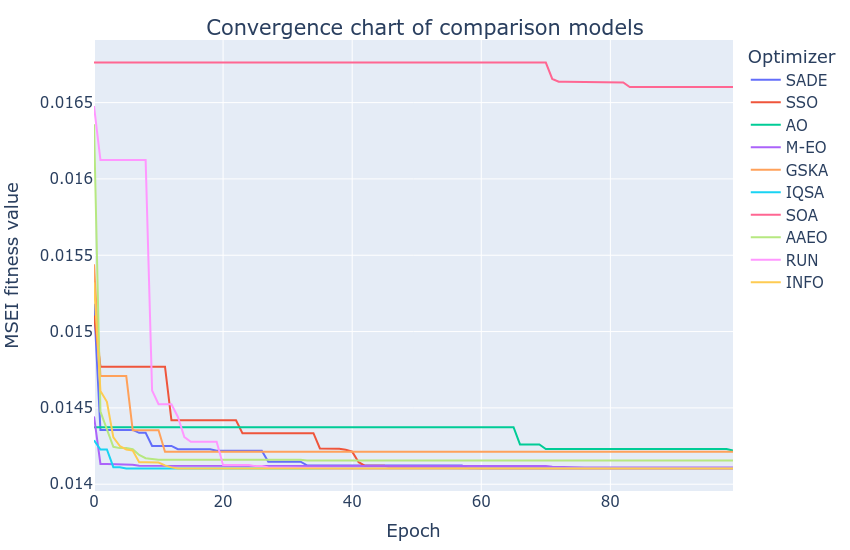 Convergence chart of comparison models
MSEI fitness value
0.0165
0.016
0.0155
0.015
0.0145
0.014
0
20
40
60
80
Epoch
Optimizer
SADE
SSO
AO
M-EO
GSKA
IQSA
SOA
AAEO
RUN
INFO